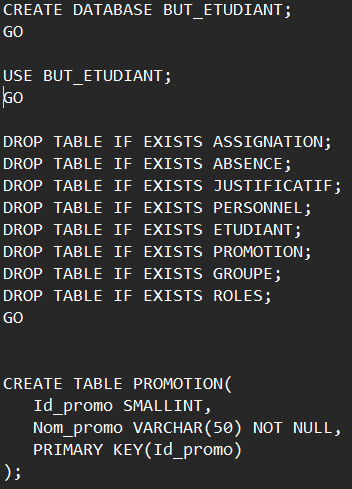 CREATE DATABASE BUT_ETUDIANT;
GO
USE BUT_ETUDIANT;
GO
DROP TABLE IF EXISTS ASSIGNATION;
DROP TABLE IF EXISTS ABSENCE;
DROP TABLE IF EXISTS JUSTIFICATIF;
DROP TABLE IF EXISTS PERSONNEL;
DROP TABLE IF EXISTS ETUDIANT;
DROP TABLE IF EXISTS PROMOTION;
DROP TABLE IF EXISTS GROUPE;
DROP TABLE IF EXISTS ROLES;
GO
CREATE TABLE PROMOTION(
   Id_promo SMALLINT,
   Nom_promo VARCHAR(50) NOT NULL,
   PRIMARY KEY(Id_promo)
);